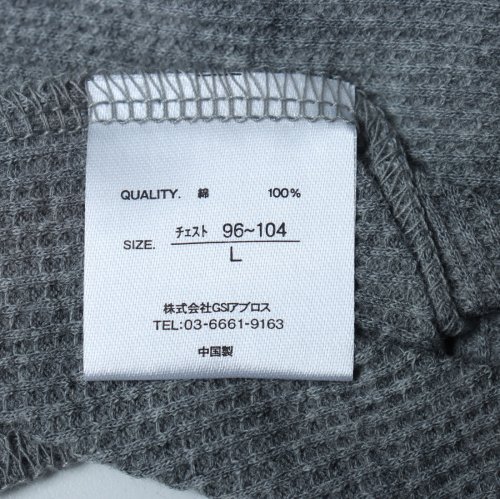 QUALITY. 綿 100%
チェスト 96~104
SIZE.
L
株式会社GSIアブロス
TEL:03-6661-9163
中国製